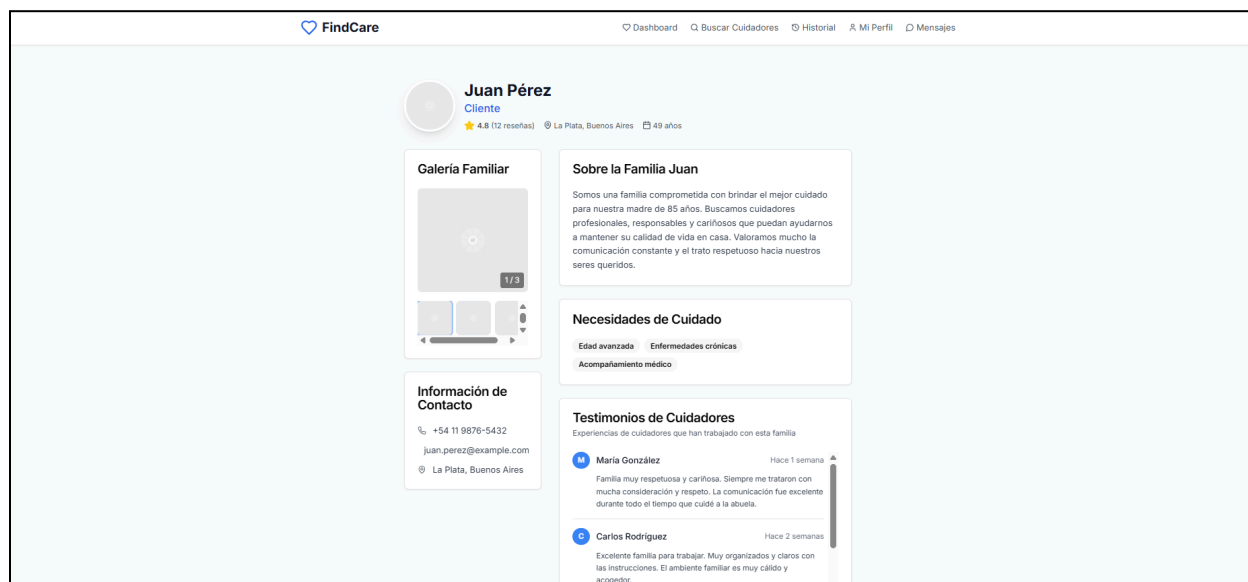 FindCare
Dashboard Buscar Cuidadores Historial Mi Perfil Mensajes
Juan Pérez
Cliente
4.8 (12 reseñas) La Plata, Buenos Aires 49 años
Galería Familiar
1 / 3
Información de
Contacto
+54 11 9876-5432
juan.perez@example.com
La Plata, Buenos Aires
Sobre la Familia Juan
Somos una familia comprometida con brindar el mejor cuidado
para nuestra madre de 85 años. Buscamos cuidadores
profesionales, responsables y cariñosos que puedan ayudarnos
a mantener su calidad de vida en casa. Valoramos mucho la
comunicación constante y el trato respetuoso hacia nuestros
seres queridos.
Necesidades de Cuidado
Edad avanzada Enfermedades crónicas
Acompañamiento médico
Testimonios de Cuidadores
Experiencias de cuidadores que han trabajado con esta familia
M María González Hace 1 semana
Familia muy respetuosa y cariñosa. Siempre me trataron con
mucha consideración y respeto. La comunicación fue excelente
durante todo el tiempo que cuidé a la abuela.
C Carlos Rodríguez Hace 2 semanas
Excelente familia para trabajar. Muy organizados y claros con
las instrucciones. El ambiente familiar es muy cálido y
acogedor.